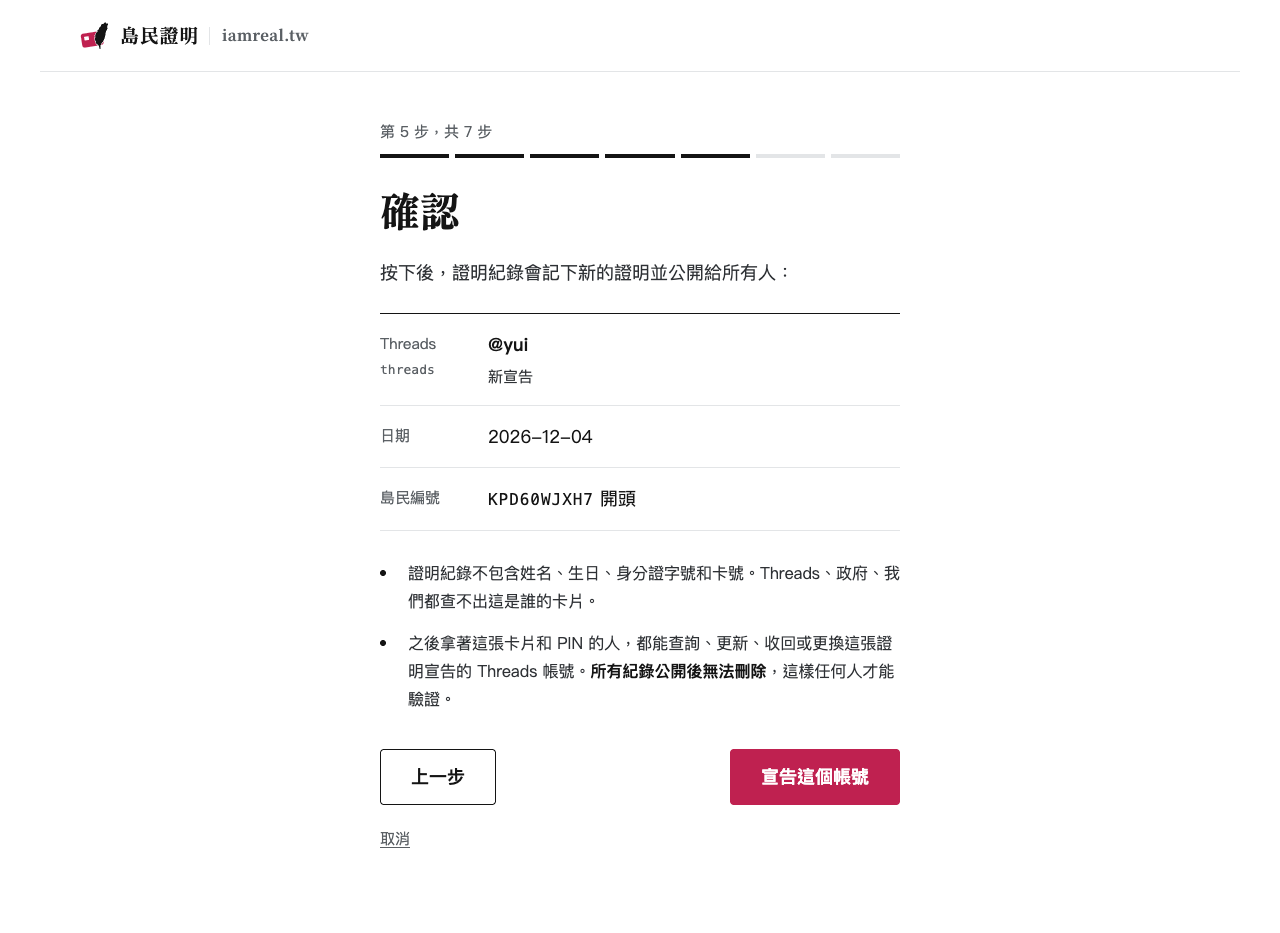 島民證明 iamreal.tw
第 5 步，共 7 步
確認
按下後，證明紀錄會記下新的證明並公開給所有人：
Threads @yui
threads 新宣告
日期 2026–12–04
島民編號 KPD60WJXH7 開頭
• 證明紀錄不包含姓名、生日、身分證字號和卡號。Threads、政府、我
們都查不出這是誰的卡片。
• 之後拿著這張卡片和 PIN 的人，都能查詢、更新、收回或更換這張證
明宣告的 Threads 帳號。所有紀錄公開後無法刪除，這樣任何人才能
驗證。
上一步 宣告這個帳號
取消